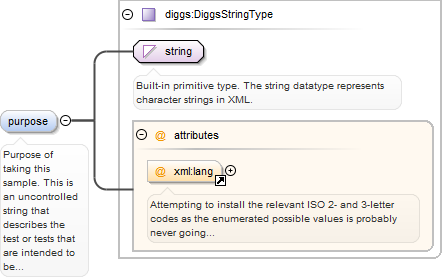 diggs:DiggsStringType
string
Built-in primitive type. The string datatype represents
character strings in XML.
purpose
Purpose of
taking this
sample. This is
an uncontrolled
string that
describes the
test or tests that
are intended to
be...
@ attributes
@ xml:lang
Attempting to install the relevant ISO 2- and 3-letter
codes as the enumerated possible values is probably
never going...